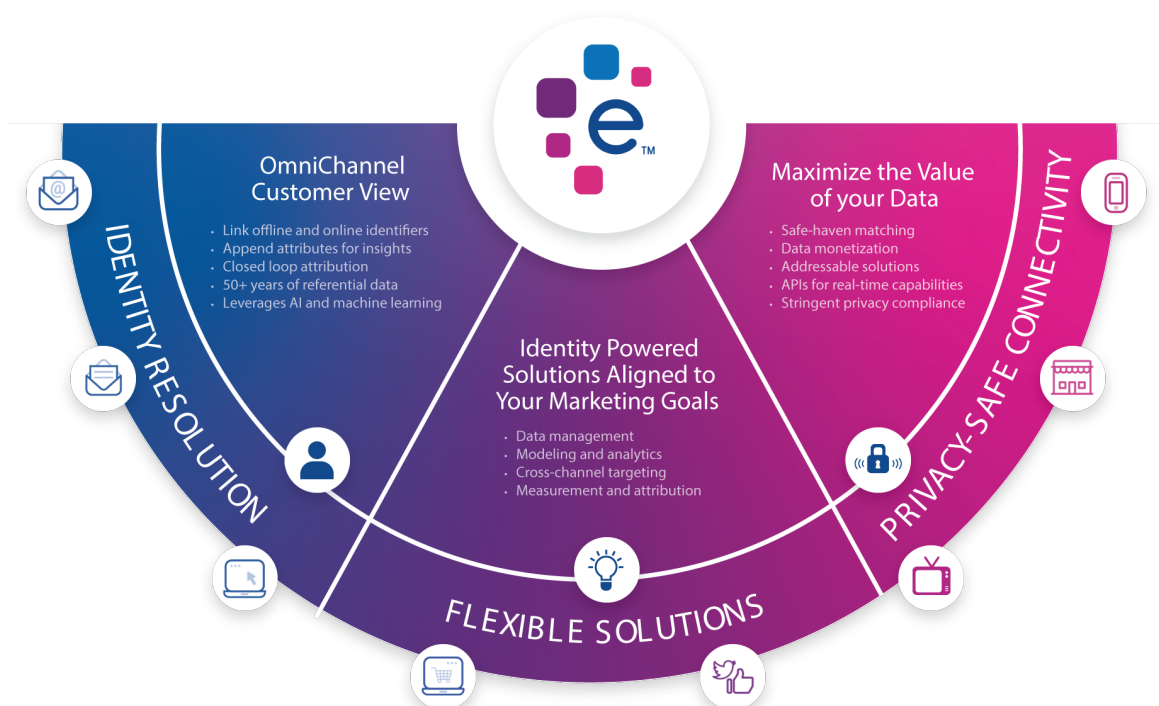 e
TM
OmniChannel
Customer View
· Link offline and online identifiers
· Append attributes for insights
· Closed loop attribution
· 50+ years of referential data
· Leverages AI and machine learning
IDENTITY RESOLUTION
Identity Powered
Solutions Aligned to
Your Marketing Goals
· Data management
· Modeling and analytics
· Cross-channel targeting
· Measurement and attribution
FLEXIBLE SOLUTIONS
Maximize the Value
of your Data
· Safe-haven matching
· Data monetization
· Addressable solutions
· APIs for real-time capabilities
· Stringent privacy compliance
PRIVACY-SAFE CONNECTIVITY
@